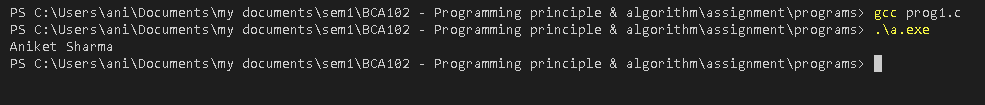 PS C:\Users\ani\Documents\my documents\sem1\BCA102 - Programming principle & algorithm\assignment\programs> gcc prog1.c
PS C:\Users\ani\Documents\my documents\sem1\BCA102 - Programming principle & algorithm\assignment\programs> .\a.exe
Aniket Sharma
PS C:\Users\ani\Documents\my documents\sem1\BCA102 - Programming principle & algorithm\assignment\programs>